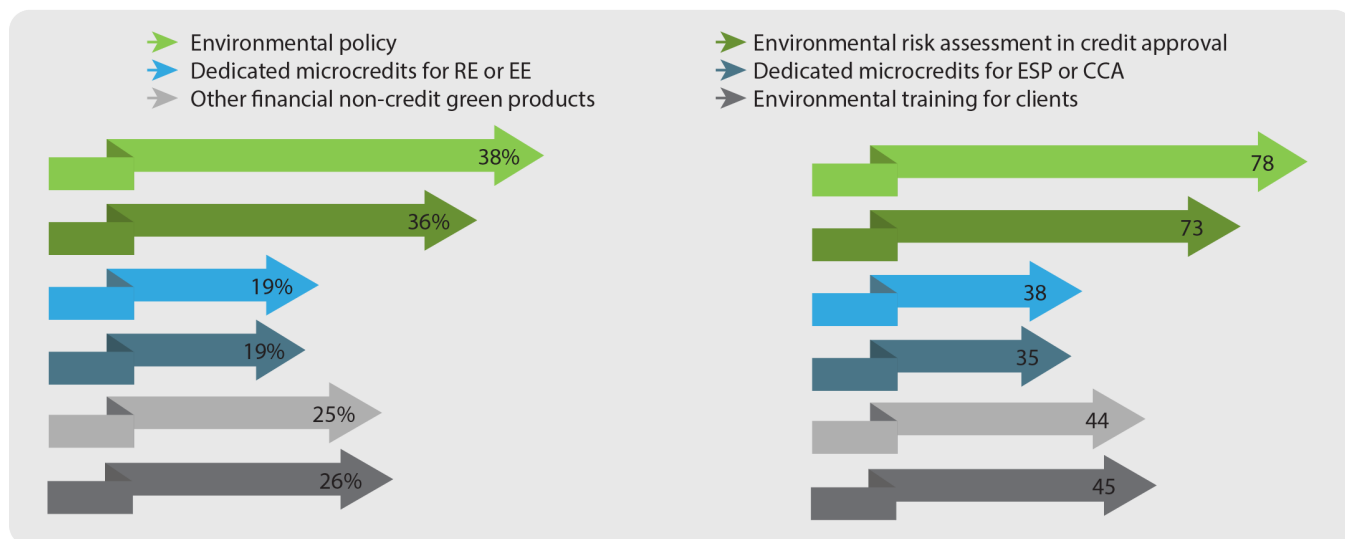 Environmental policy
Environmental risk assessment in credit approval
Dedicated microcredits for RE or EE
Dedicated microcredits for ESP or CCA
Other financial non-credit green products
Environmental training for clients
38%
36%
19%
19%
25%
26%
78
73
38
35
44
45